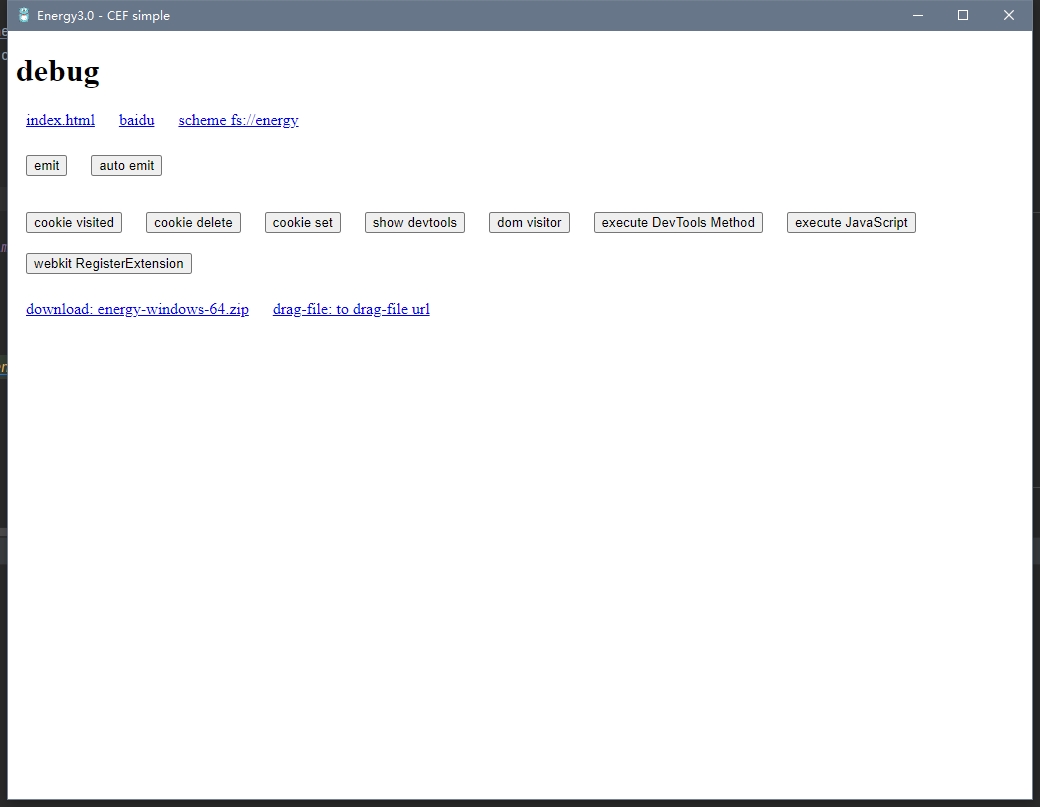 Energy3.0 - CEF simple
debug
index.html baidu scheme fs://energy
emit auto emit
cookie visited cookie delete cookie set show devtools dom visitor execute DevTools Method execute JavaScript
webkit RegisterExtension
download: energy-windows-64.zip drag-file: to drag-file url